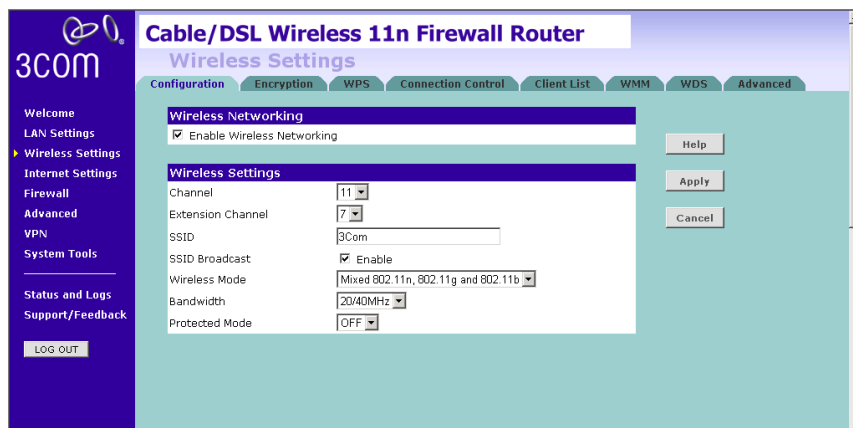 3COM
Cable/DSL Wireless 11n Firewall Router
Wireless Settings
Configuration Encryption WPS Connection Control Client List WMM WDS Advanced
Welcome
LAN Settings
Wireless Settings
Internet Settings
Firewall
Advanced
VPN
System Tools
Status and Logs
Support/Feedback
LOG OUT
Wireless Networking
Enable Wireless Networking
Wireless Settings
Channel 11
Extension Channel 7
SSID 3Com
SSID Broadcast Enable
Wireless Mode Mixed 802.11n, 802.11g and 802.11b
Bandwidth 20/40MHz
Protected Mode OFF
Help
Apply
Cancel